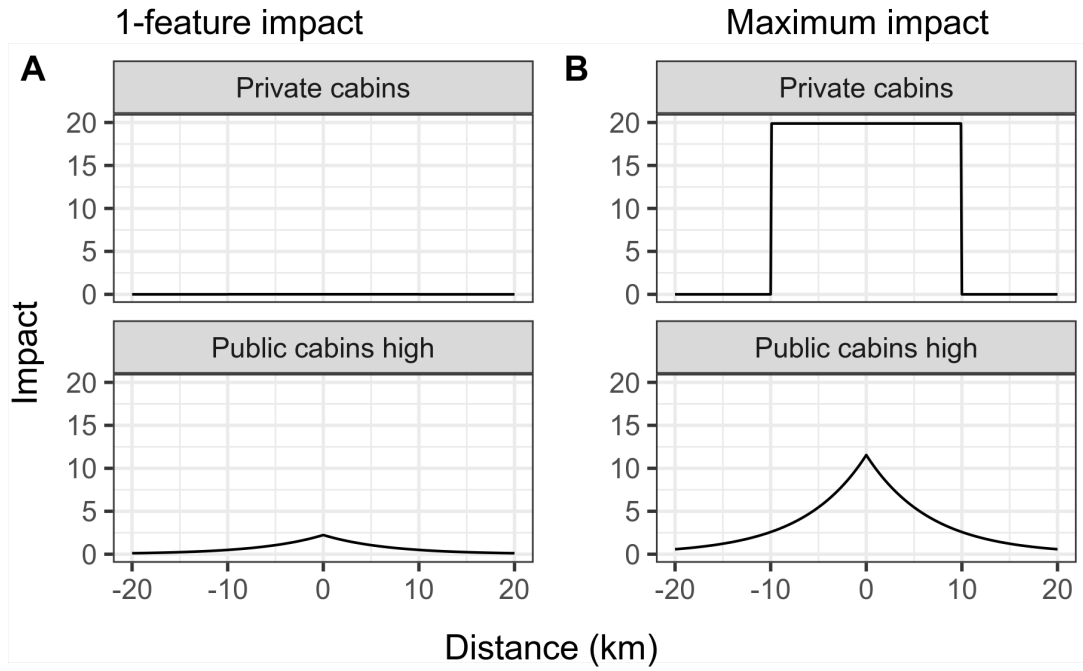 1-feature impact
Maximum impact
A
B
Private cabins
Private cabins
20
15
10
5
0
20
15
10
5
0
Public cabins high
Public cabins high
20
15
10
5
0
20
15
10
5
0
-20 -10 0 10 20
-20 -10 0 10 20
Impact
Distance (km)